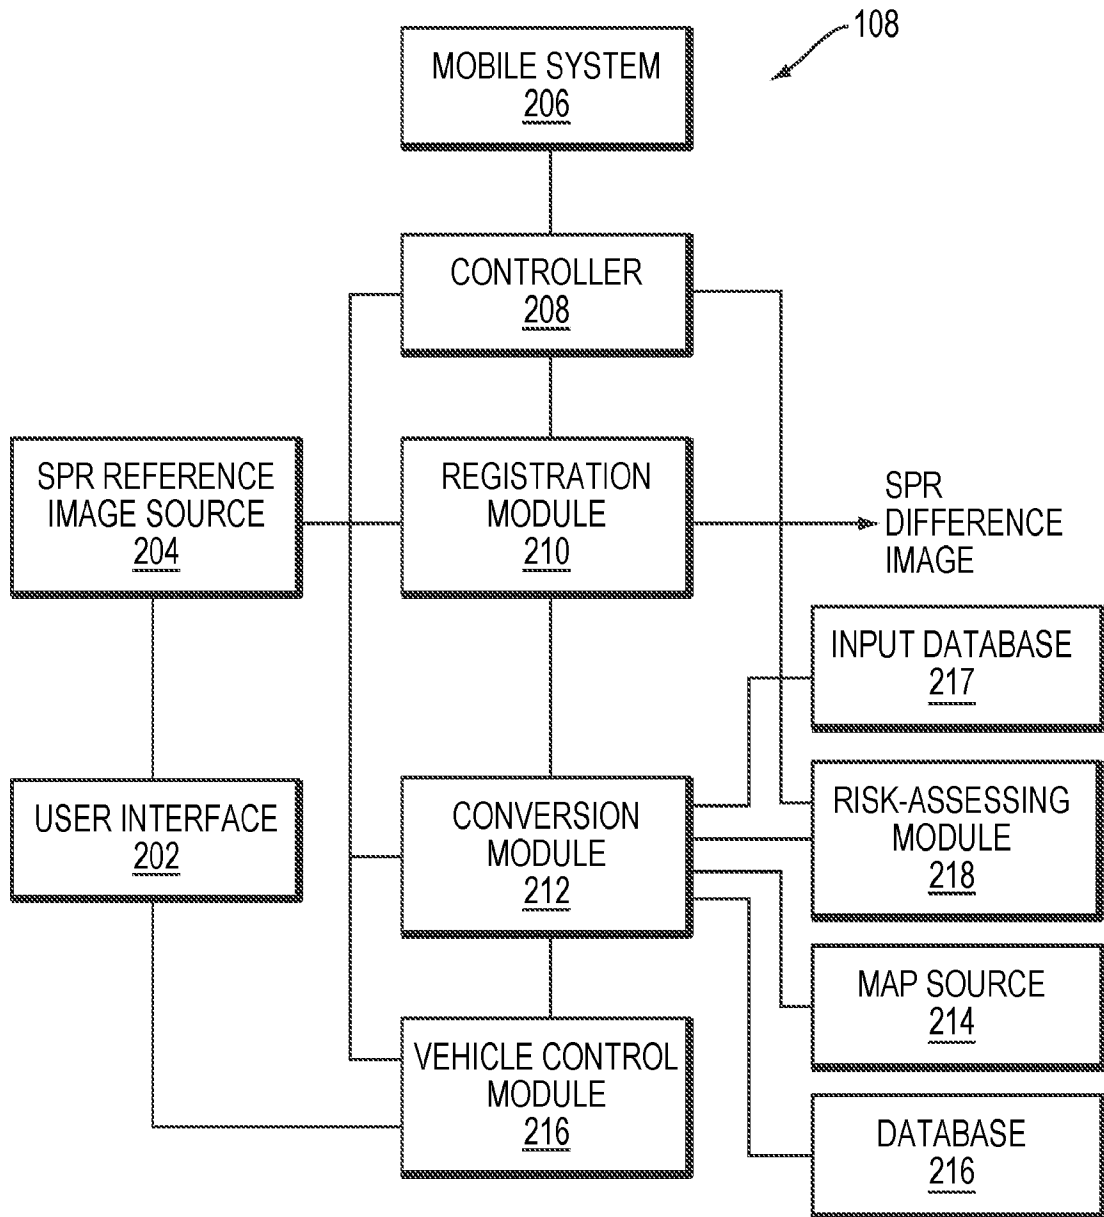 108
MOBILE SYSTEM
206
CONTROLLER
208
SPR REFERENCE
IMAGE SOURCE
204
REGISTRATION
MODULE
210
SPR
DIFFERENCE
IMAGE
INPUT DATABASE
217
USER INTERFACE
202
CONVERSION
MODULE
212
RISK-ASSESSING
MODULE
218
MAP SOURCE
214
VEHICLE CONTROL
MODULE
216
DATABASE
216